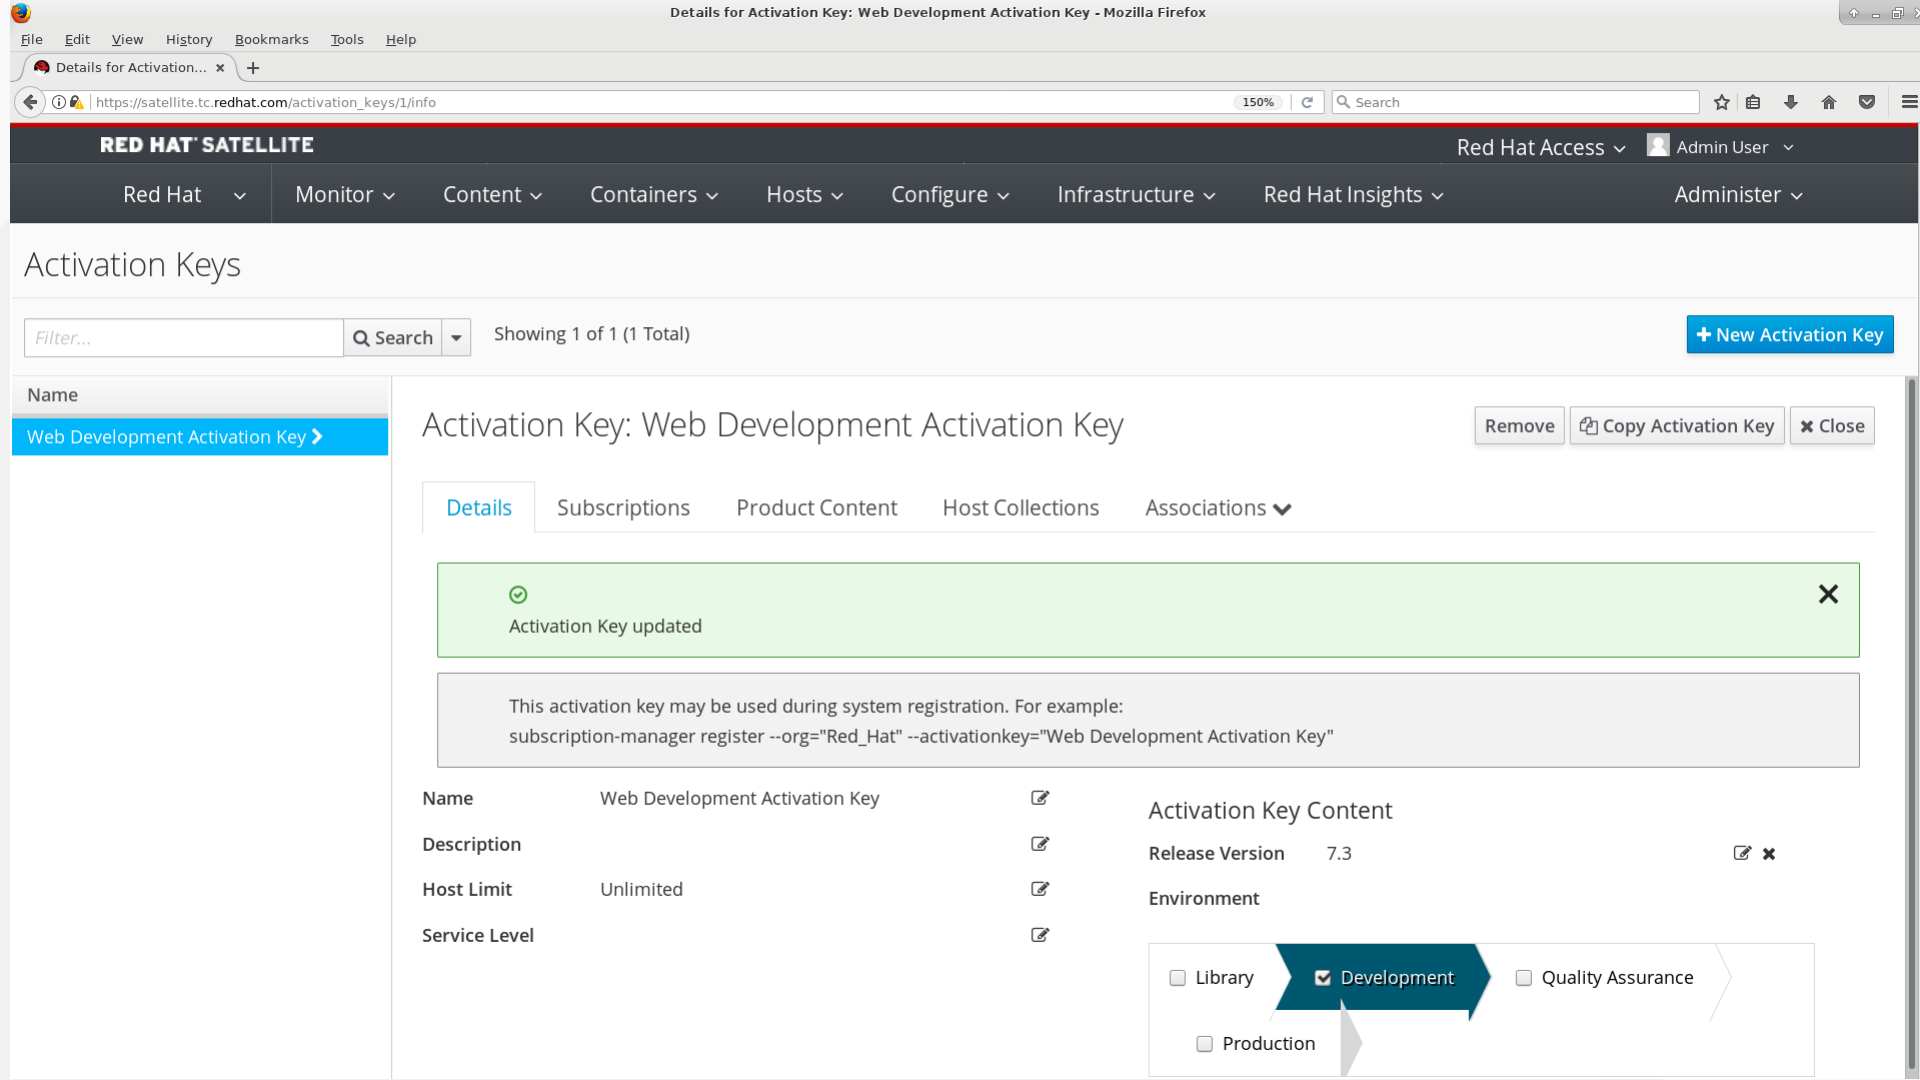 Details for Activation Key: Web Development Activation Key - Mozilla Firefox
File Edit View History Bookmarks Tools Help
Details for Activation...
https://satellite.tc.redhat.com/activation_keys/1/info 150% Search
RED HAT SATELLITE Red Hat Access Admin User
Red Hat Monitor Content Containers Hosts Configure Infrastructure Red Hat Insights Administer
Activation Keys
Filter... Search Showing 1 of 1 (1 Total) New Activation Key
Name
Web Development Activation Key
Activation Key: Web Development Activation Key Remove Copy Activation Key Close
Details Subscriptions Product Content Host Collections Associations
Activation Key updated
This activation key may be used during system registration. For example:
subscription-manager register --org="Red_Hat" --activationkey="Web Development Activation Key"
Name Web Development Activation Key
Description
Host Limit Unlimited
Service Level
Activation Key Content
Release Version 7.3
Environment
Library Development Quality Assurance
Production